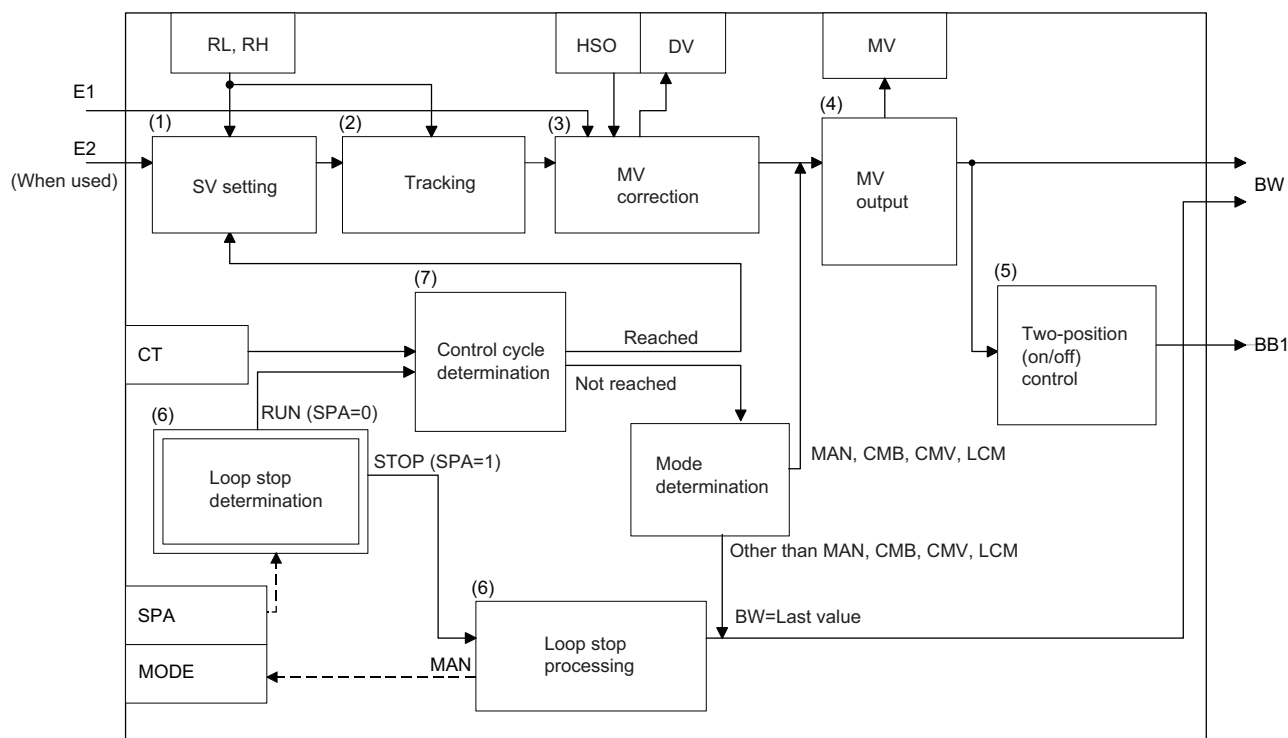 RL, RH
HSO
DV
MV
E1
(1)
(2)
(3)
(4)
E2
(When used)
SV setting
Tracking
MV
correction
MV
output
BW
(7)
(5)
CT
Control cycle
determination
Reached
Not reached
Two-position
(on/off)
control
BB1
(6)
RUN (SPA=0)
STOP (SPA=1)
Loop stop
determination
Mode
determination
MAN, CMB, CMV, LCM
Other than MAN, CMB, CMV, LCM
SPA
MODE
(6)
MAN
Loop stop
processing
BW=Last value